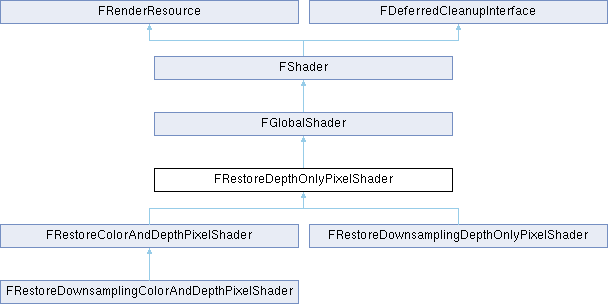 FRenderResource
FDeferredCleanupInterface
FShader
FGlobalShader
FRestoreDepthOnlyPixelShader
FRestoreColorAndDepthPixelShader
FRestoreDownsamplingDepthOnlyPixelShader
FRestoreDownsamplingColorAndDepthPixelShader